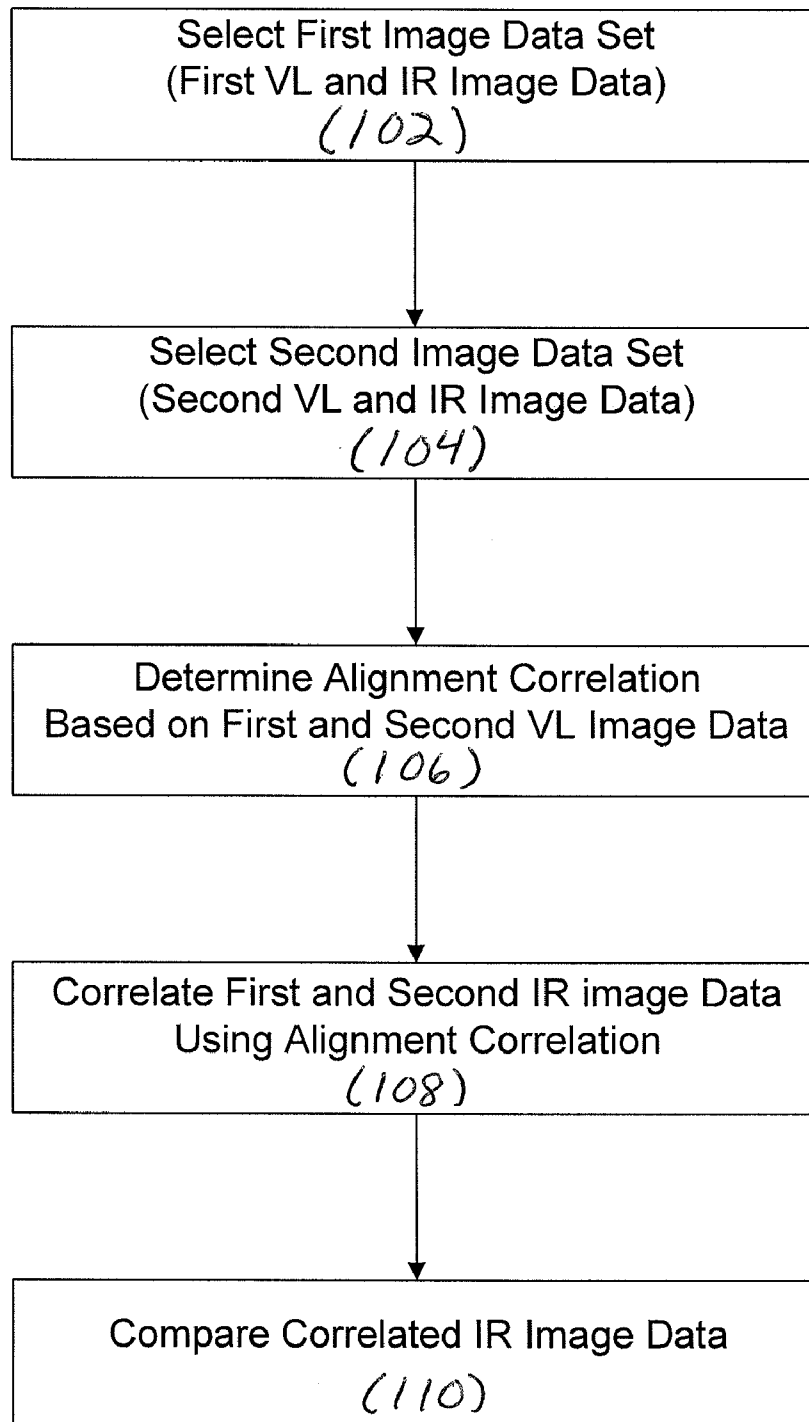 Select First Image Data Set
(First VL and IR Image Data)
(102)
Select Second Image Data Set
(Second VL and IR Image Data)
(104)
Determine Alignment Correlation
Based on First and Second VL Image Data
(106)
Correlate First and Second IR image Data
Using Alignment Correlation
(108)
Compare Correlated IR Image Data
(110)